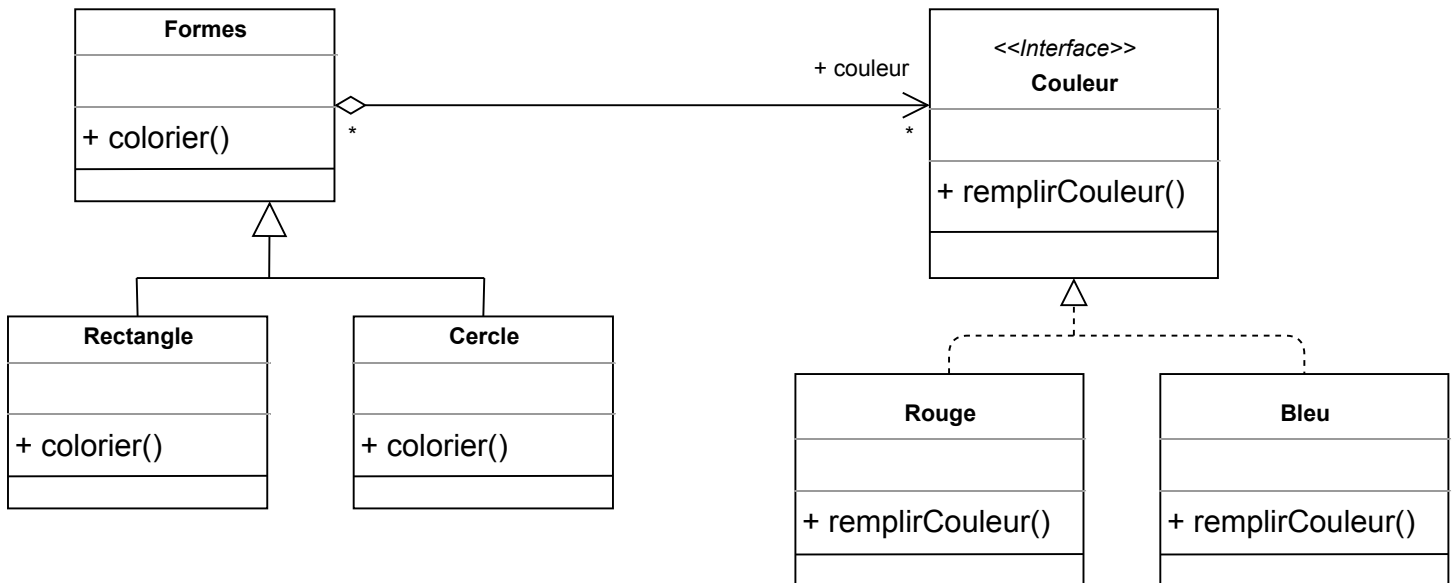 Formes
+ colorier()
*
+ couleur
*
<<Interface>>
Couleur
+ remplirCouleur()
Rectangle
+ colorier()
Cercle
+ colorier()
Rouge
+ remplirCouleur()
Bleu
+ remplirCouleur()